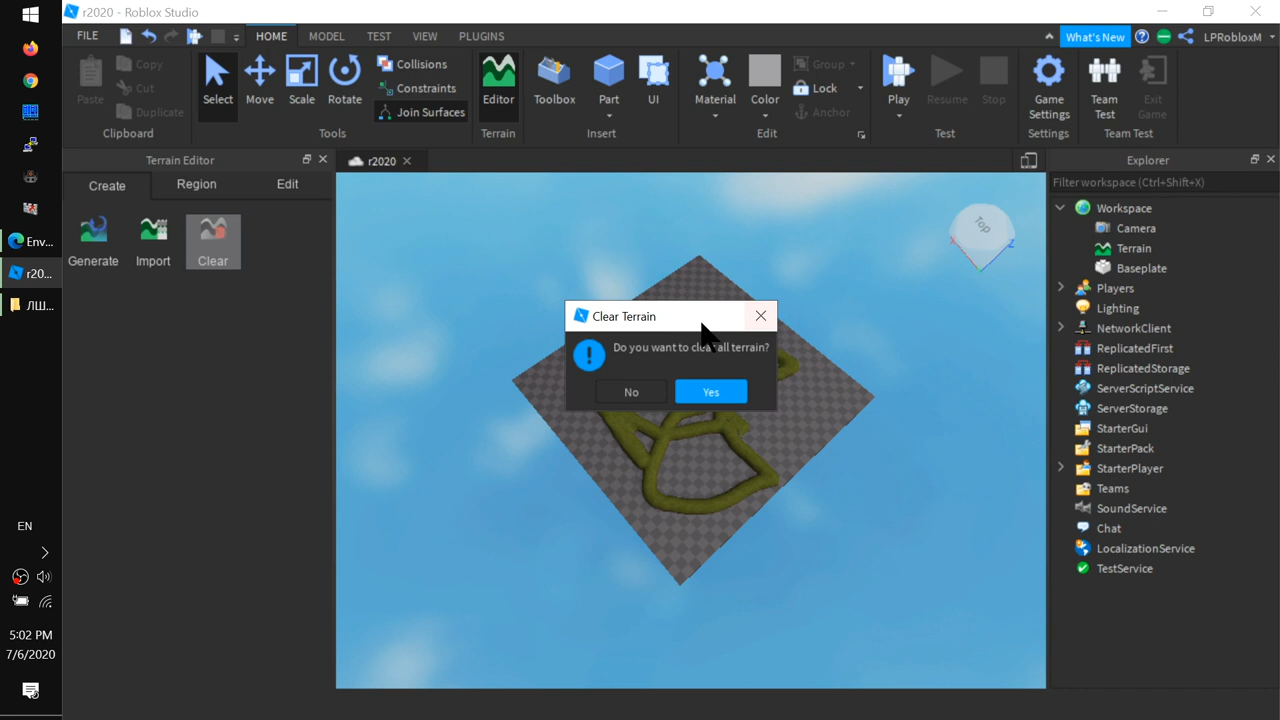 r2020 - Roblox Studio
FILE HOME MODEL TEST VIEW PLUGINS What's New LPRobloxM
Paste Copy Cut Duplicate
Select Move Scale Rotate
Collisions
Constraints
Join Surfaces
Editor
Toolbox Part UI
Material Color
Group
Lock
Anchor
Play Resume Stop
Game Settings
Team Test
Exit Game
Clipboard Tools Terrain Insert Edit Test Settings Team Test
Terrain Editor
r2020
Explorer
Create Region Edit
Generate Import Clear
Top
X Z
Clear Terrain
Do you want to clear all terrain?
No Yes
Filter workspace (Ctrl+Shift+X)
Workspace
Camera
Terrain
Baseplate
Players
Lighting
NetworkClient
ReplicatedFirst
ReplicatedStorage
ServerScriptService
ServerStorage
StarterGui
StarterPack
StarterPlayer
Teams
SoundService
Chat
LocalizationService
TestService
Env...
r20...
ЛШ...
EN
5:02 PM
7/6/2020